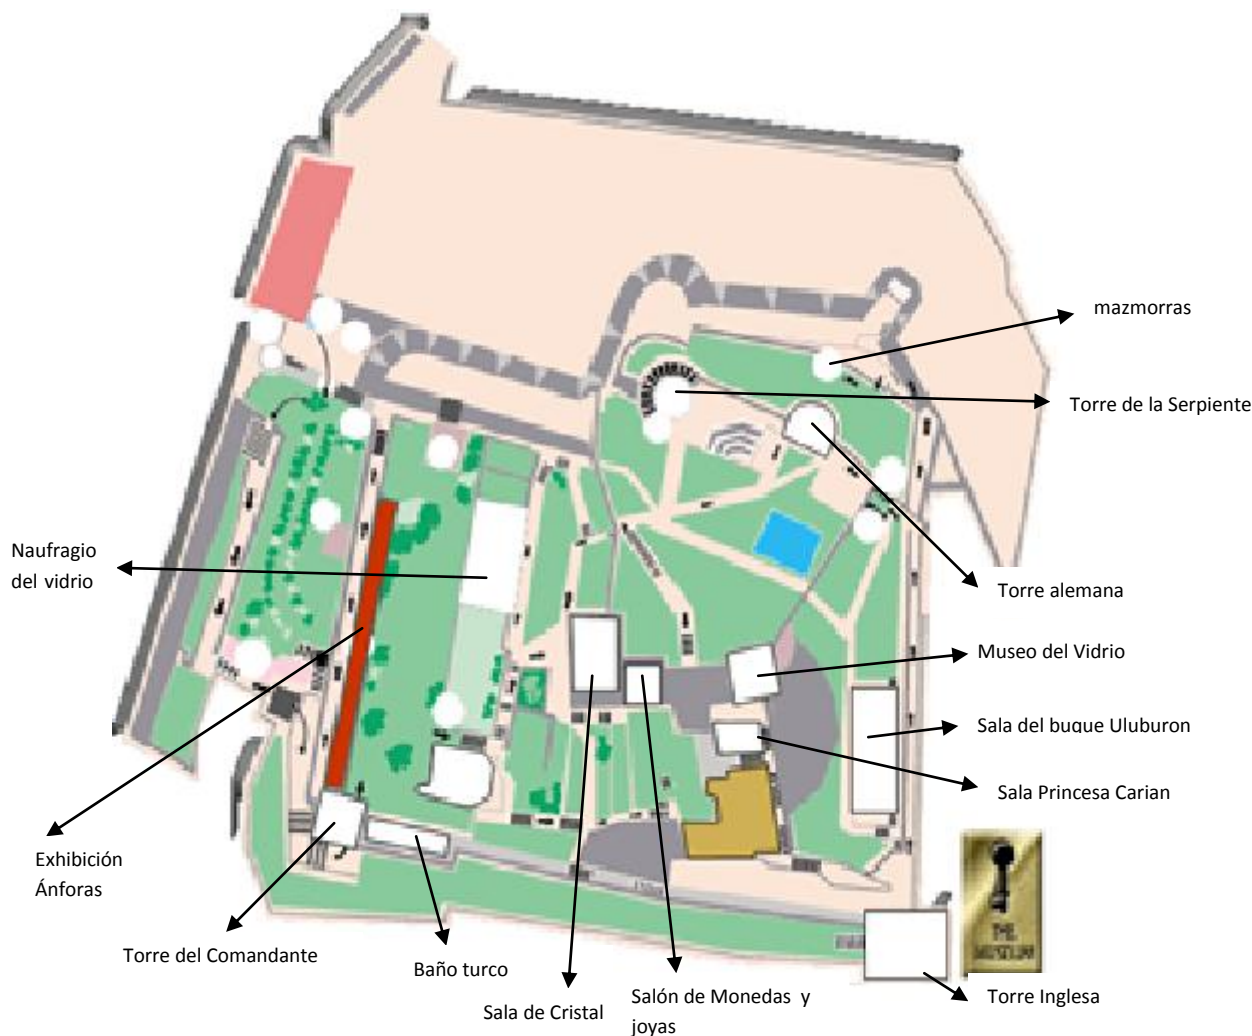 mazmorras
Torre de la Serpiente
Naufragio
del vidrio
Torre alemana
Museo del Vidrio
Sala del buque Uluburon
Sala Princesa Carian
Exhibición
Ánforas
Torre del Comandante
Baño turco
Sala de Cristal
Salón de Monedas y
joyas
Torre Inglesa
THE
MUSEUM